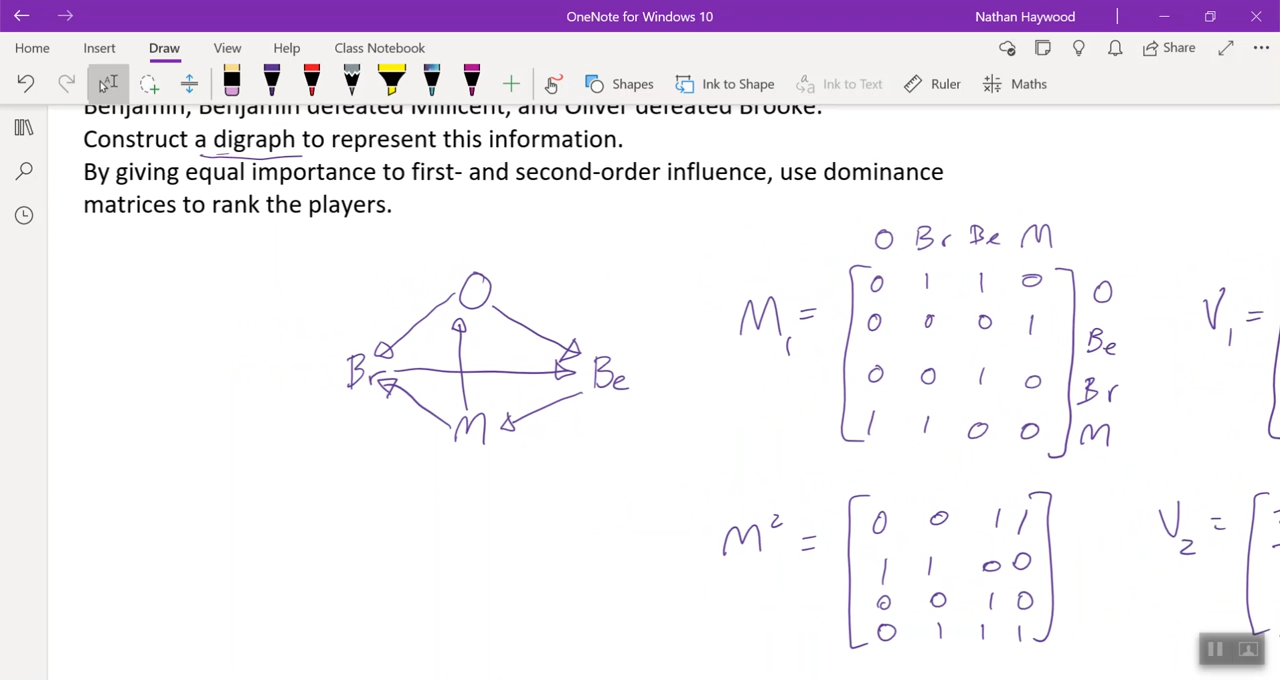 OneNote for Windows 10
Nathan Haywood
Home Insert Draw View Help Class Notebook
Share
Shapes Ink to Shape Ink to Text Ruler Maths
Benjamin, Benjamin defeated Millicent, and Oliver defeated Brooke.
Construct a digraph to represent this information.
By giving equal importance to first- and second-order influence, use dominance
matrices to rank the players.
O
Br Be
M
O Br Be M
0 1 1 0 O
M₁ = 0 0 0 1 Be V₁ =
0 0 1 0 Br
1 1 0 0 M
0 0 1 1
M² = 1 1 0 0 V₂ =
0 0 1 0
0 1 1 1